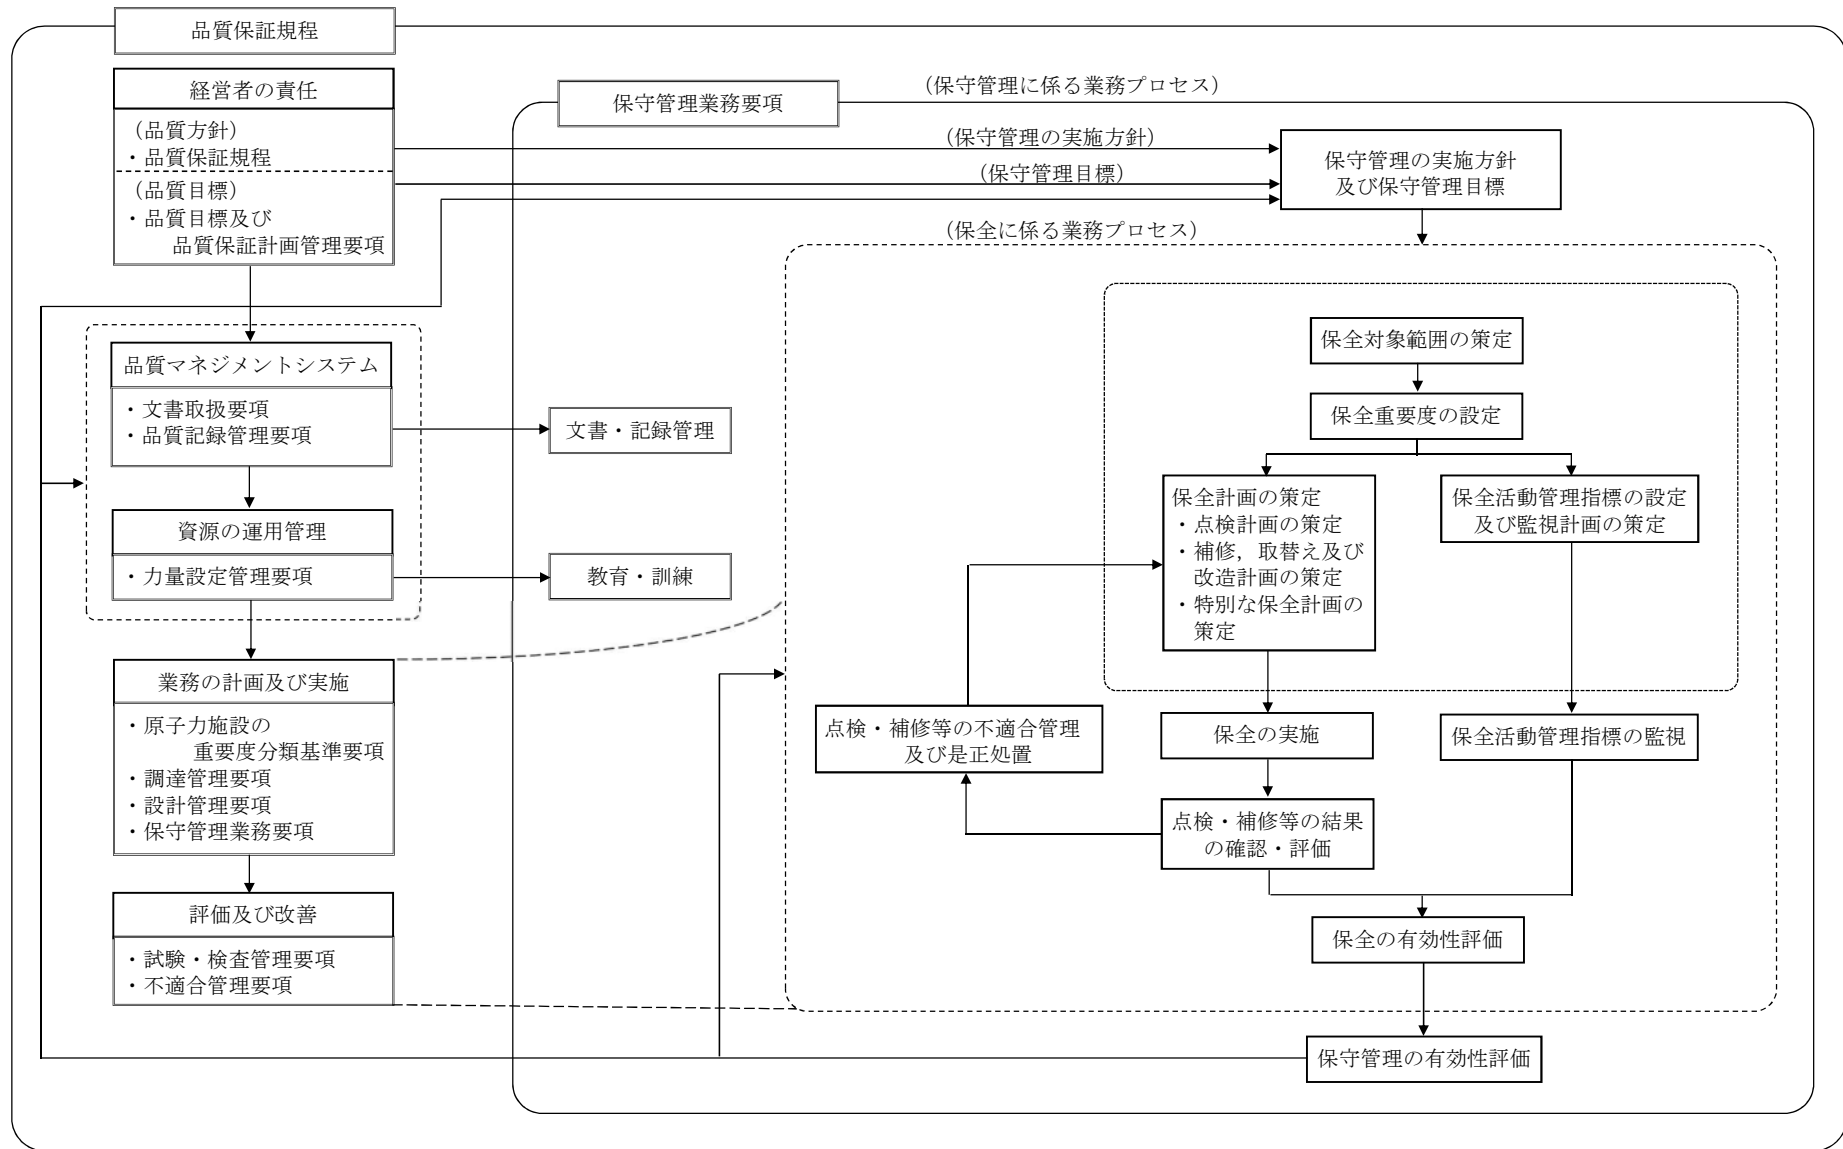 品質保証規程
経営者の責任
（品質方針）
・品質保証規程
（品質目標）
・品質目標及び
品質保証計画管理要項
品質マネジメントシステム
・文書取扱要項
・品質記録管理要項
資源の運用管理
・力量設定管理要項
業務の計画及び実施
・原子力施設の
重要度分類基準要項
・調達管理要項
・設計管理要項
・保守管理業務要項
評価及び改善
・試験・検査管理要項
・不適合管理要項
保守管理業務要項
（保守管理に係る業務プロセス）
（保守管理の実施方針）
（保守管理目標）
保守管理の実施方針
及び保守管理目標
文書・記録管理
教育・訓練
（保全に係る業務プロセス）
保全対象範囲の策定
保全重要度の設定
保全計画の策定
・点検計画の策定
・補修，取替え及び
改造計画の策定
・特別な保全計画の
策定
保全活動管理指標の設定
及び監視計画の策定
点検・補修等の不適合管理
及び是正処置
保全の実施
保全活動管理指標の監視
点検・補修等の結果
の確認・評価
保全の有効性評価
保守管理の有効性評価